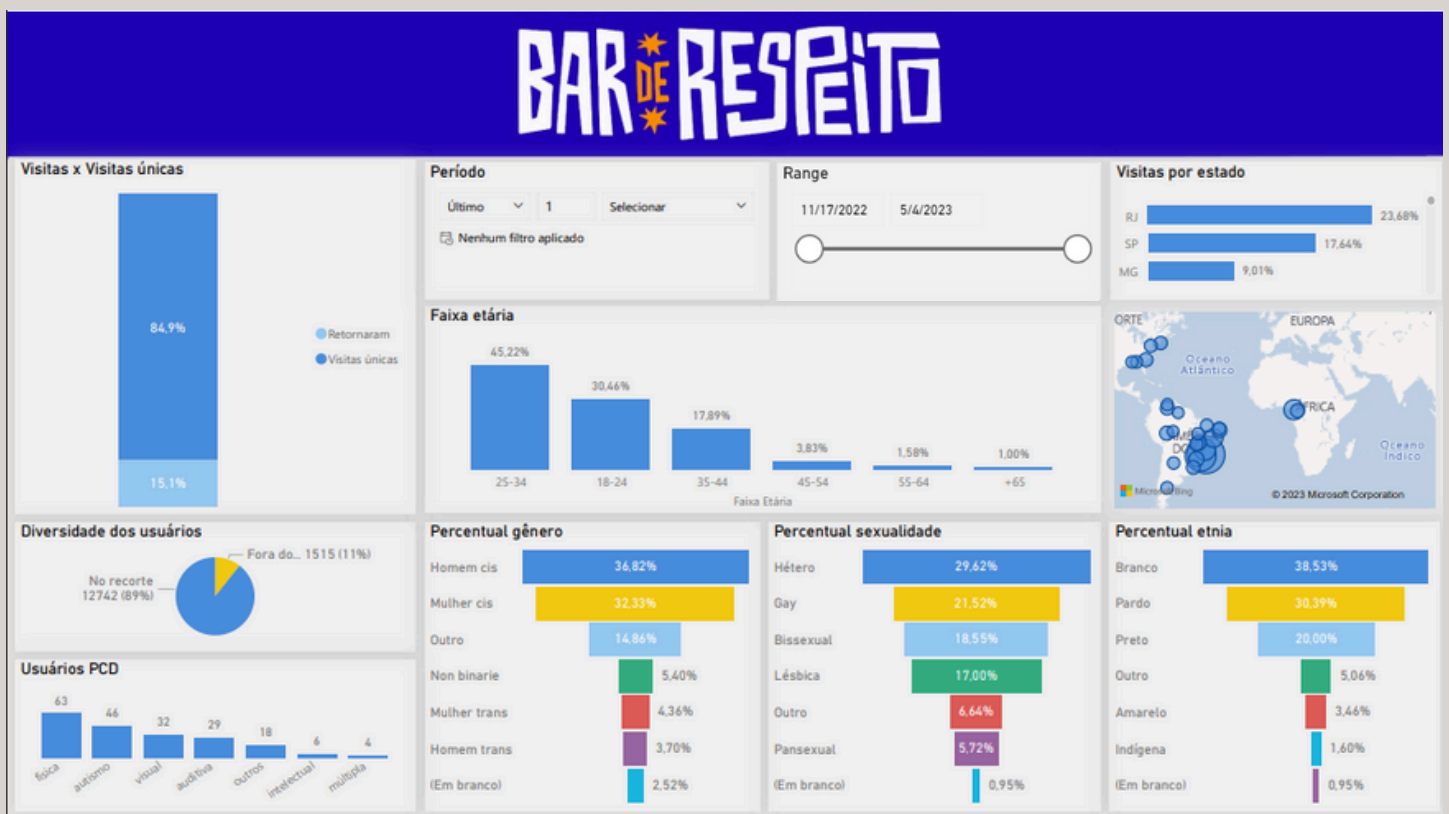 BAR DE RESPEITO
Visitas x Visitas únicas
84,9%
15,1%
Retornaram
Visitas únicas
Período
Último 1 Selecionar
Nenhum filtro aplicado
Range
11/17/2022 5/4/2023
Visitas por estado
RJ 23,68%
SP 17,64%
MG 9,01%
Faixa etária
45,22%
30,46%
17,89%
3,83%
1,58%
1,00%
25-34 18-24 35-44 45-54 55-64 +65
Faixa Etária
ORTE
EUROPA
Oceano
Atlântico
FRICA
Oceano
Índico
Microsoft Bing
© 2023 Microsoft Corporation
Diversidade dos usuários
Fora do... 1515 (11%)
No recorte
12742 (89%)
Usuários PCD
63 46 32 29 18 6 4
física autismo visual auditiva outros intelectual múltipla
Percentual gênero
Homem cis 36,82%
Mulher cis 32,33%
Outro 14,86%
Non binarie 5,40%
Mulher trans 4,36%
Homem trans 3,70%
(Em branco) 2,52%
Percentual sexualidade
Hétero 29,62%
Gay 21,52%
Bissexual 18,55%
Lésbica 17,00%
Outro 6,64%
Pansexual 5,72%
(Em branco) 0,95%
Percentual etnia
Branco 38,53%
Pardo 30,39%
Preto 20,00%
Outro 5,06%
Amarelo 3,46%
Indígena 1,60%
(Em branco) 0,95%